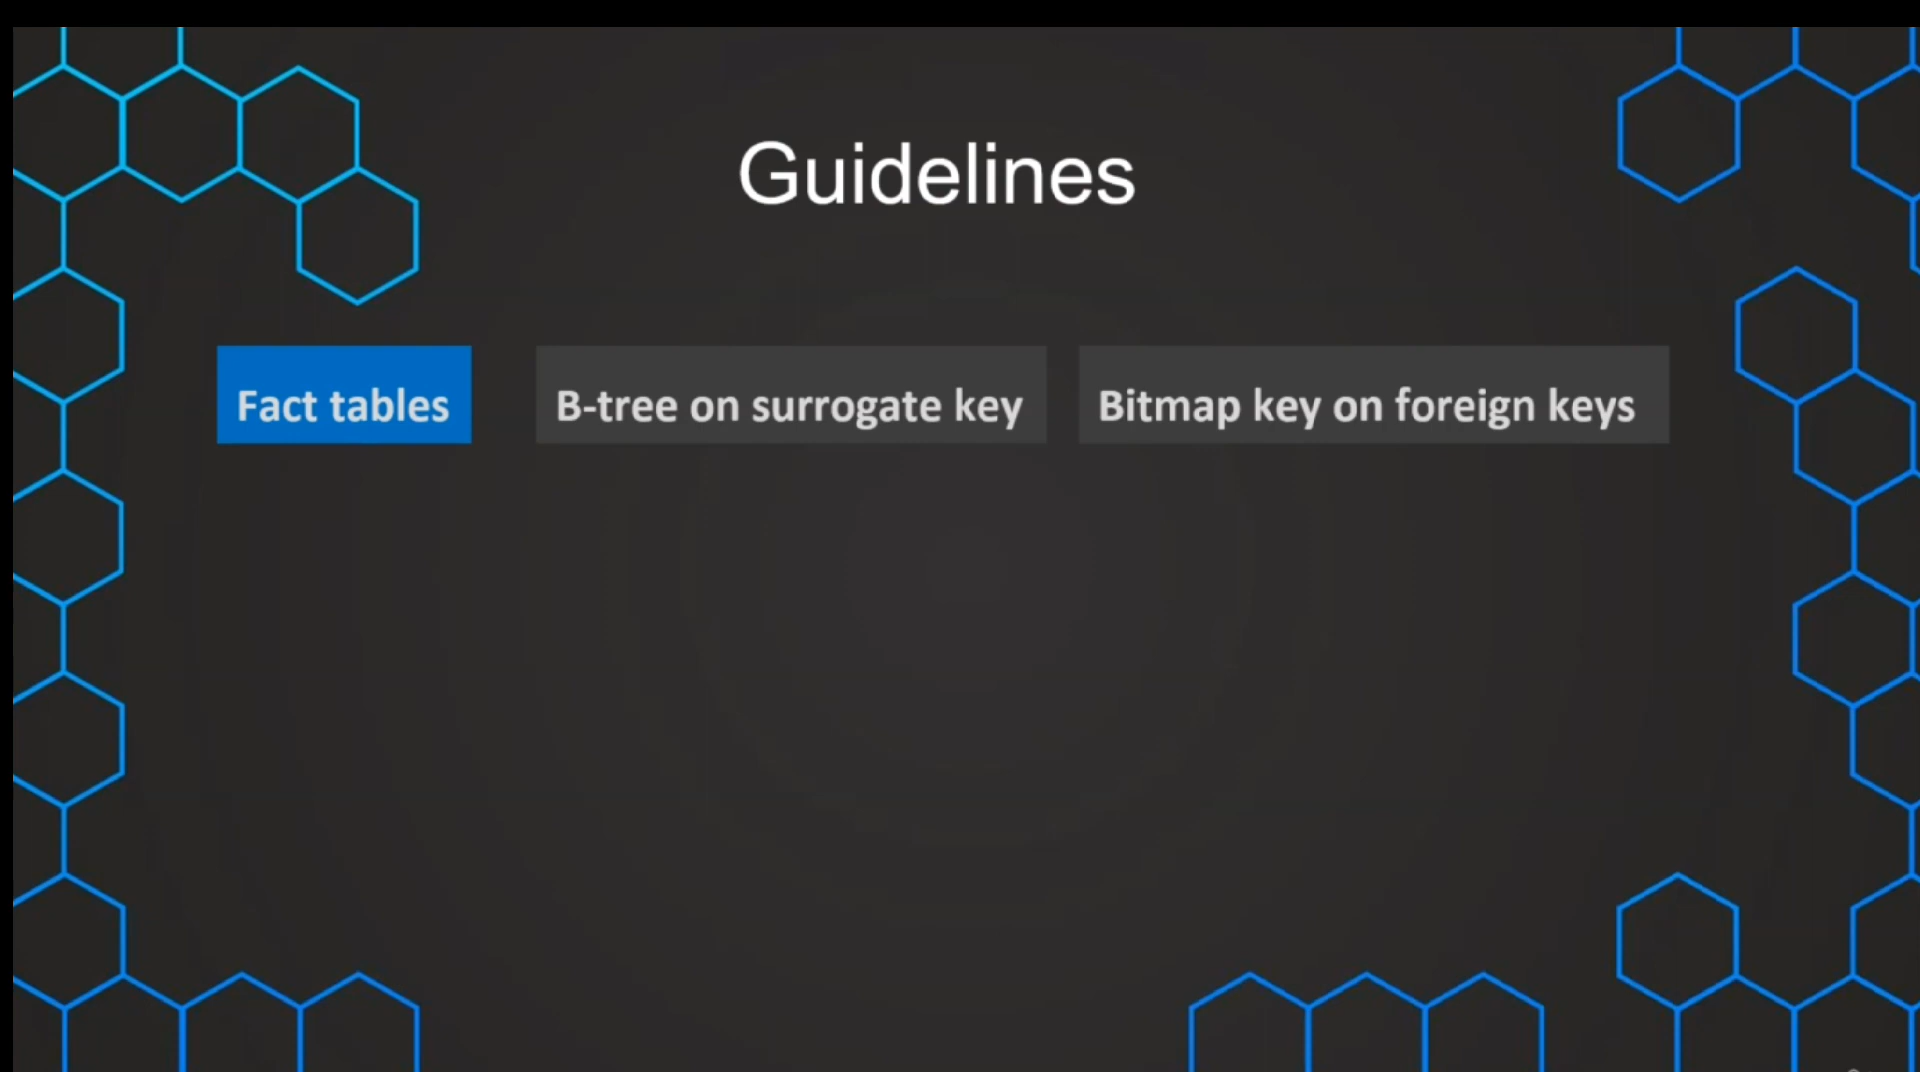 Guidelines
Fact tables
B-tree on surrogate key
Bitmap key on foreign keys